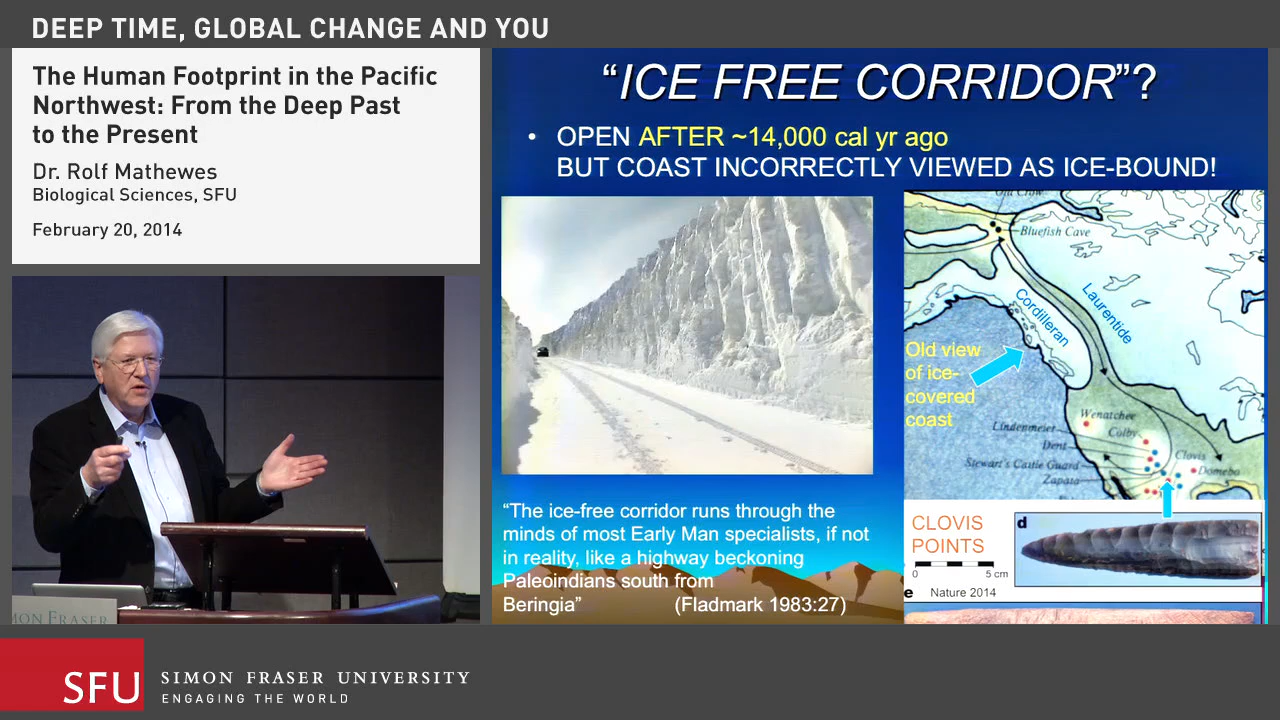 DEEP TIME, GLOBAL CHANGE AND YOU
The Human Footprint in the Pacific
Northwest: From the Deep Past
to the Present
Dr. Rolf Mathewes
Biological Sciences, SFU
February 20, 2014
“ICE FREE CORRIDOR”?
• OPEN AFTER ~14,000 cal yr ago
BUT COAST INCORRECTLY VIEWED AS ICE-BOUND!
Old Crow
Bluefish Cave
Cordilleran
Laurentide
Old view
of ice-
covered
coast
Wenatchee
Lindenmeier
Colby
Dent
Clovis
Stewart's Cattle Guard
Domebo
Zapata
“The ice-free corridor runs through the
minds of most Early Man specialists, if not
in reality, like a highway beckoning
Paleoindians south from
Beringia” (Fladmark 1983:27)
CLOVIS
POINTS
0 5 cm
d
e Nature 2014
SIMON FRASER
SFU
SIMON FRASER UNIVERSITY
ENGAGING THE WORLD